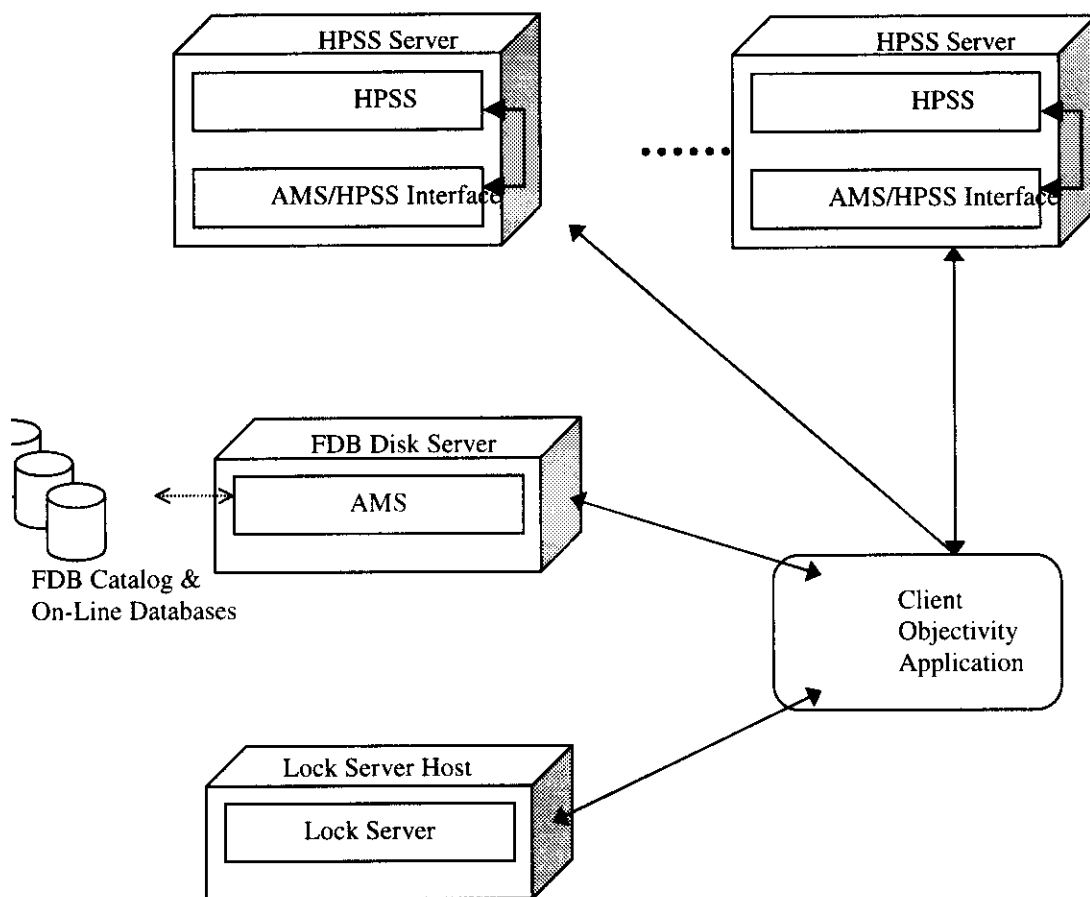 HPSS Server
HPSS
AMS/HPSS Interface
HPSS Server
HPSS
AMS/HPSS Interface
FDB Disk Server
AMS
FDB Catalog &
On-Line Databases
Client
Objectivity
Application
Lock Server Host
Lock Server